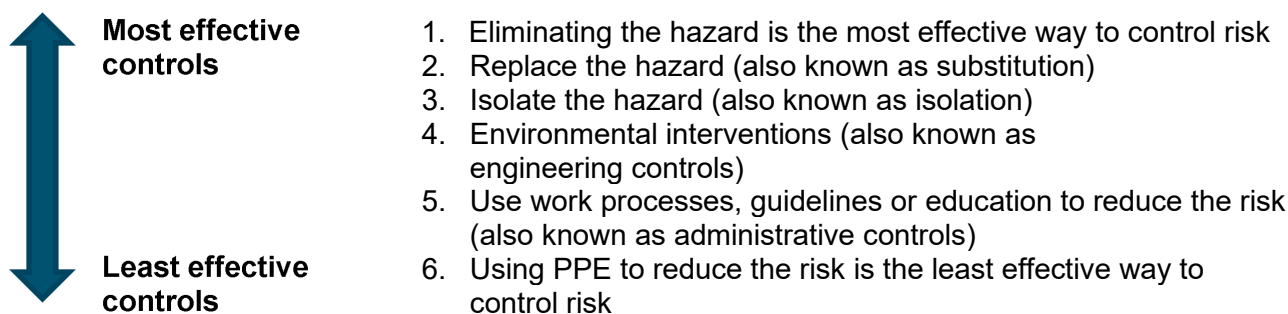 Most effective
controls
1. Eliminating the hazard is the most effective way to control risk
2. Replace the hazard (also known as substitution)
3. Isolate the hazard (also known as isolation)
4. Environmental interventions (also known as
engineering controls)
5. Use work processes, guidelines or education to reduce the risk
(also known as administrative controls)
Least effective
controls
6. Using PPE to reduce the risk is the least effective way to
control risk